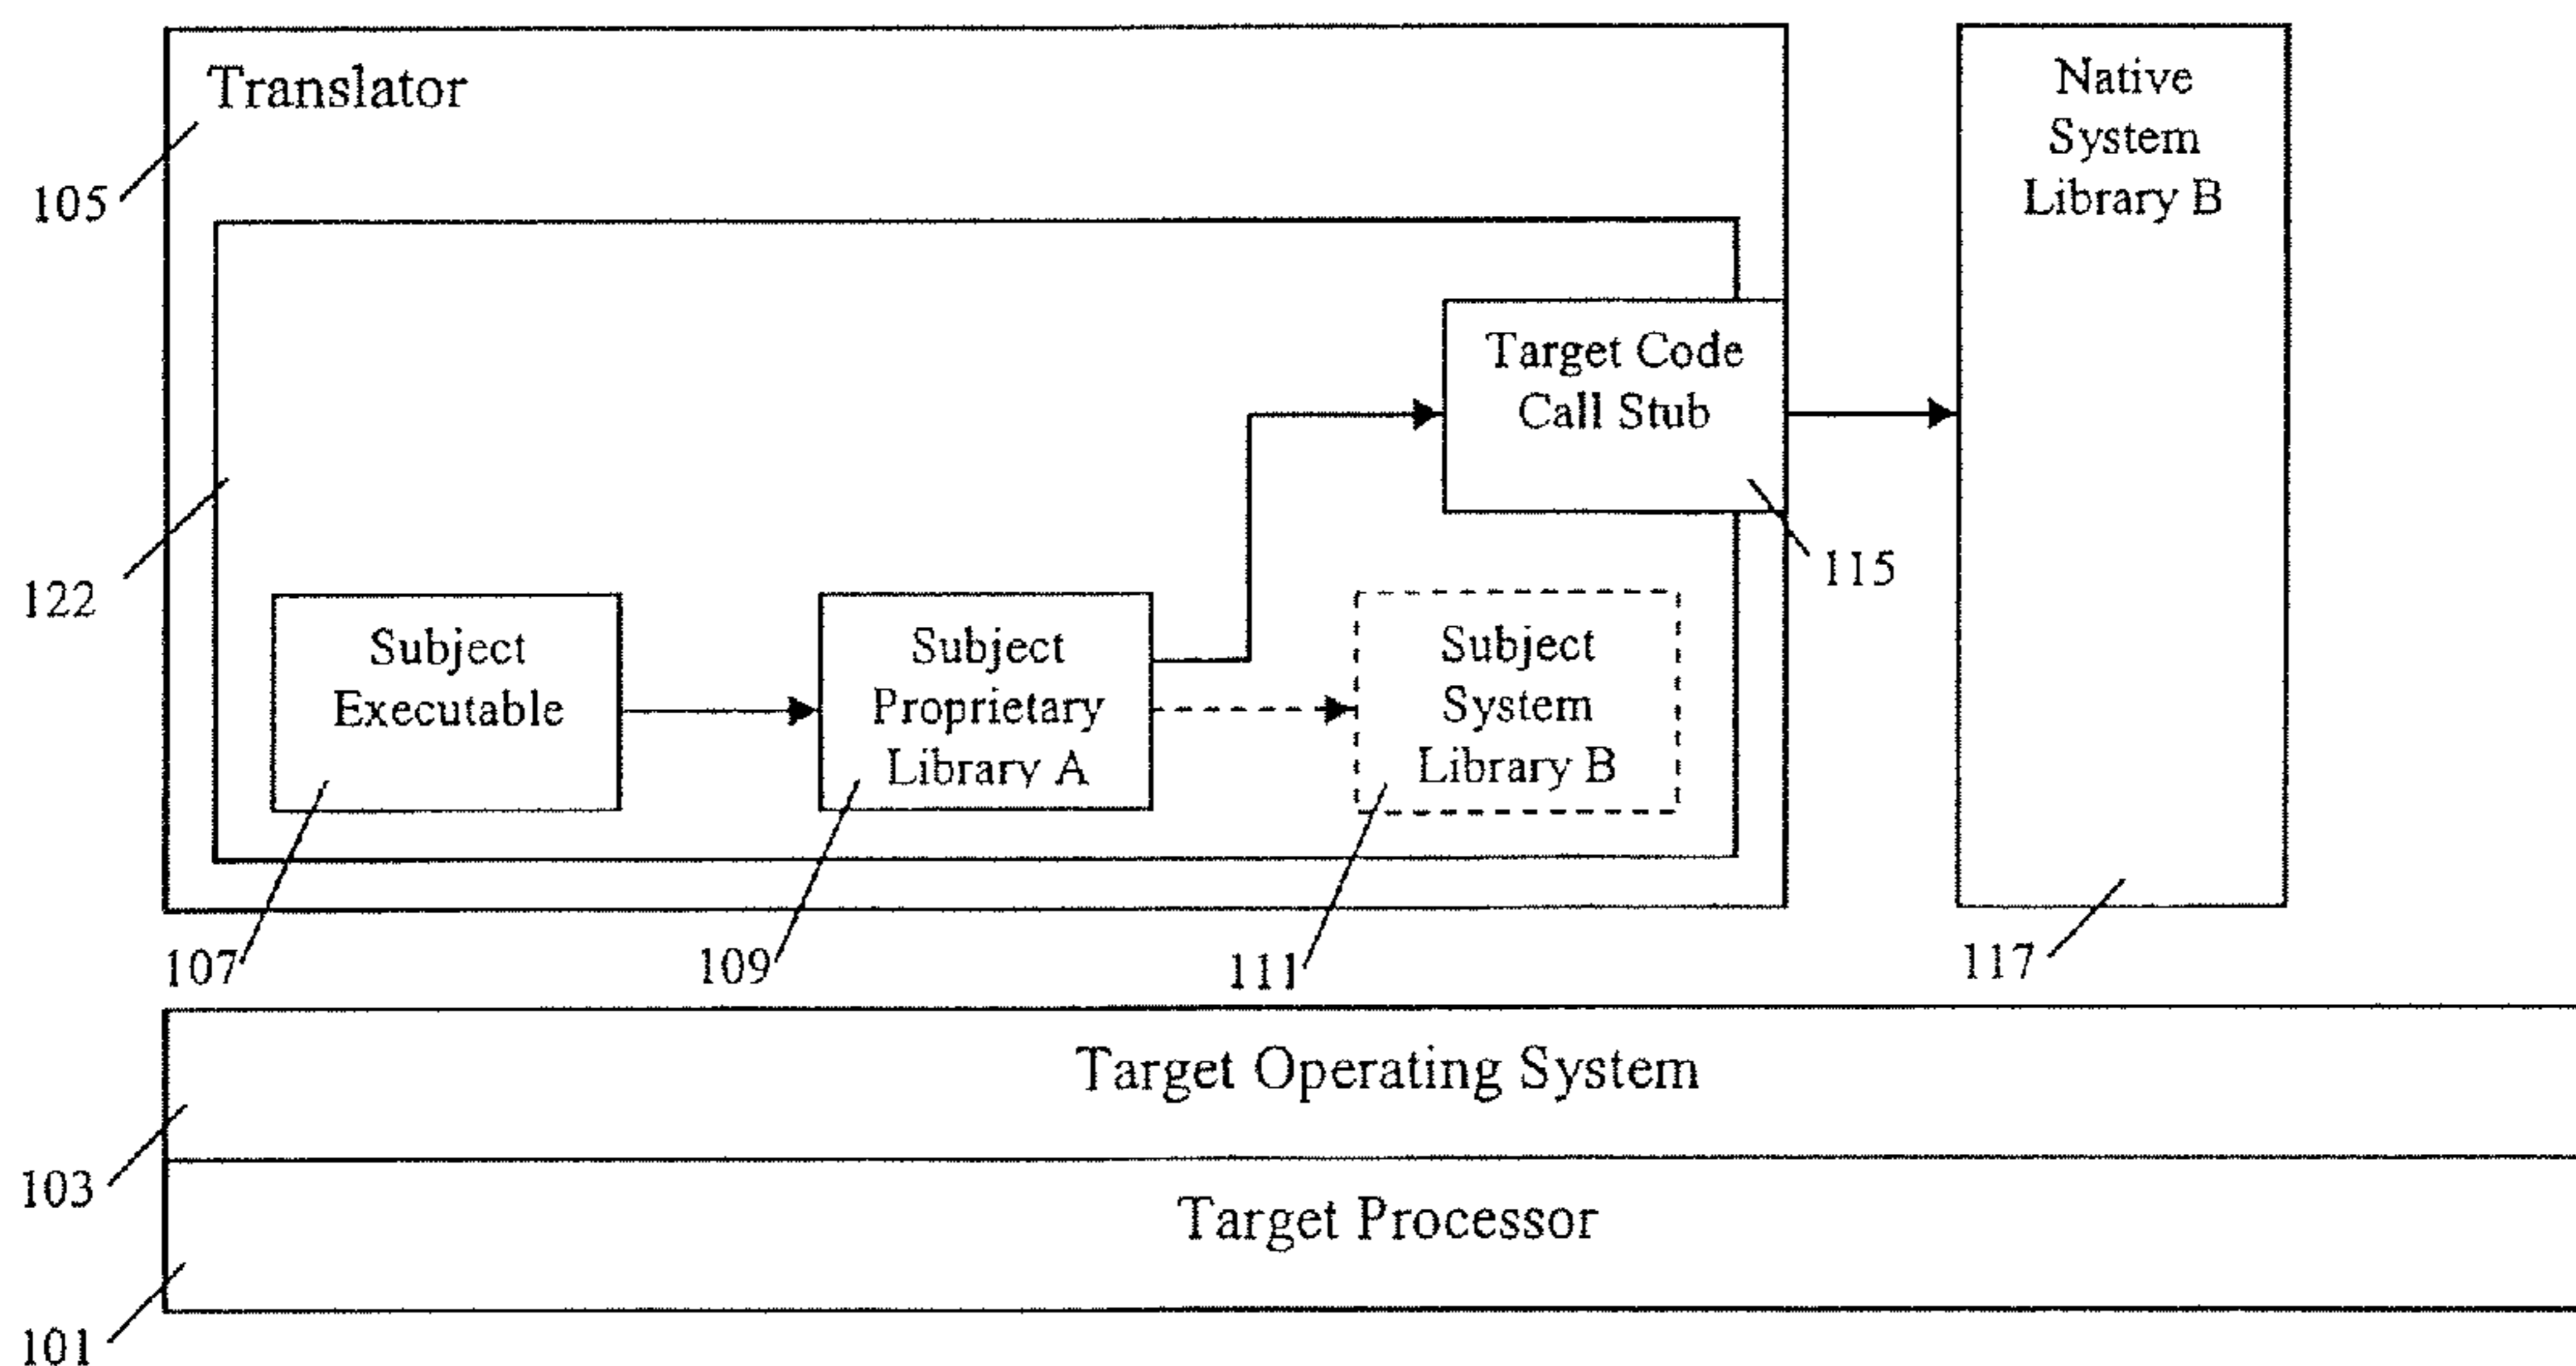 Translator
Native
System
Library B
105
Target Code
Call Stub
115
122
Subject
Executable
Subject
Proprietary
Library A
Subject
System
Library B
107
109
111
117
Target Operating System
103
Target Processor
101